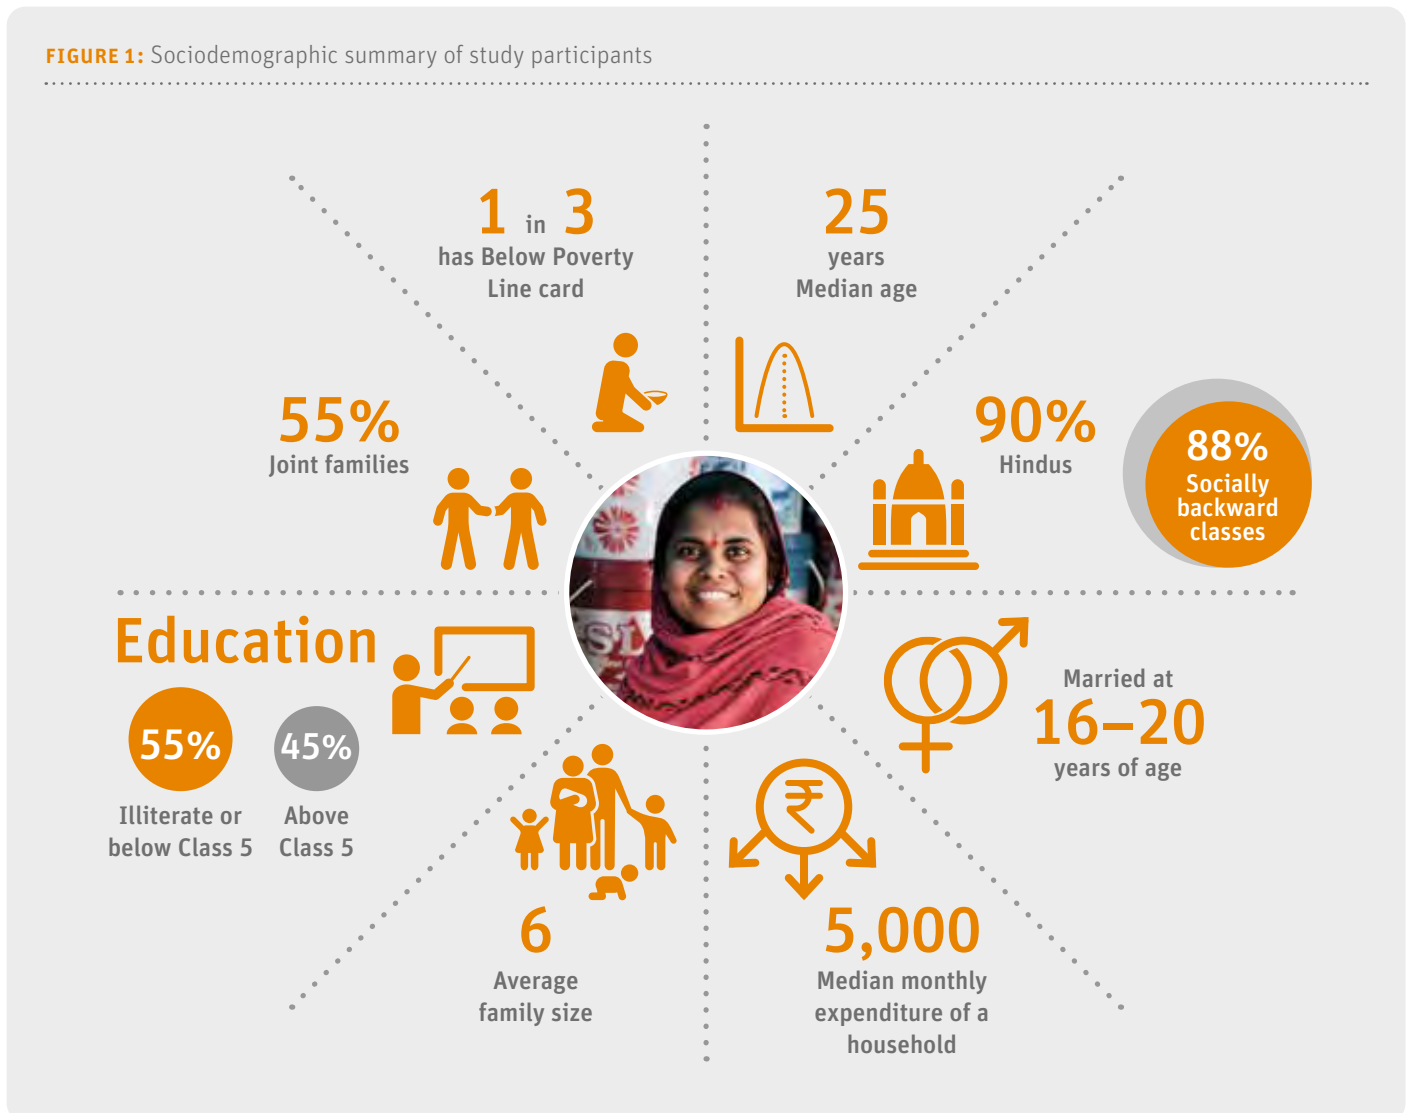 FIGURE 1: Sociodemographic summary of study participants
1 in 3
has Below Poverty
Line card
25
years
Median age
55%
Joint families
90%
Hindus
88%
Socially
backward
classes
Education
55%
Illiterate or
below Class 5
45%
Above
Class 5
Married at
16–20
years of age
6
Average
family size
₹
5,000
Median monthly
expenditure of a
household